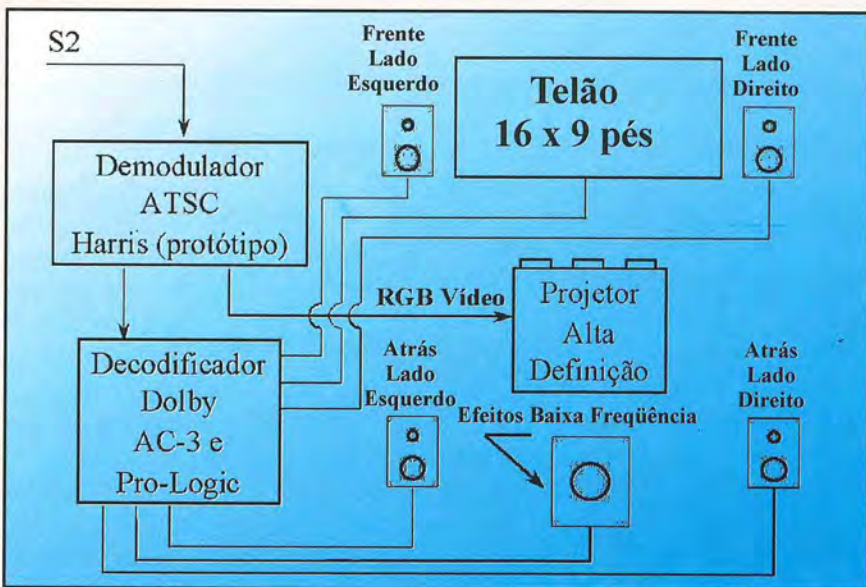 S2
Frente
Lado
Esquerdo
Telão
16 x 9 pés
Frente
Lado
Direito
Demodulador
ATSC
Harris (protótipo)
RGB Vídeo
Projetor
Alta
Definição
Decodificador
Dolby
AC-3 e
Pro-Logic
Atrás
Lado
Esquerdo
Efeitos Baixa Freqüência
Atrás
Lado
Direito